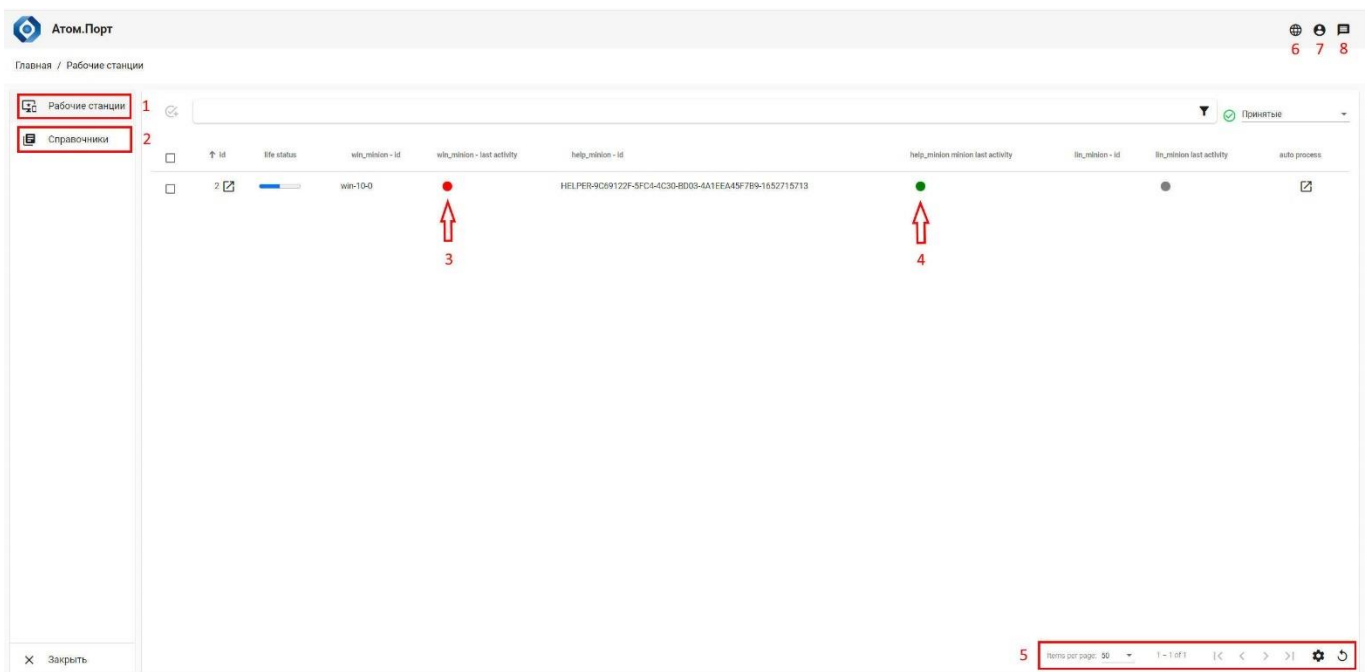 Атом.Порт
6 7 8
Главная / Рабочие станции
Рабочие станции 1
Принятые
Справочники 2
id life status win_minion - id win_minion - last activity help_minion - id help_minion minion last activity lin_minion - id lin_minion last activity auto process
2 win-10-0 HELPER-9C69122F-5FC4-4C30-BD03-4A1EEA45F7B9-1652715713
3 4
Закрыть
5 Items per page: 50 1 – 1 of 1